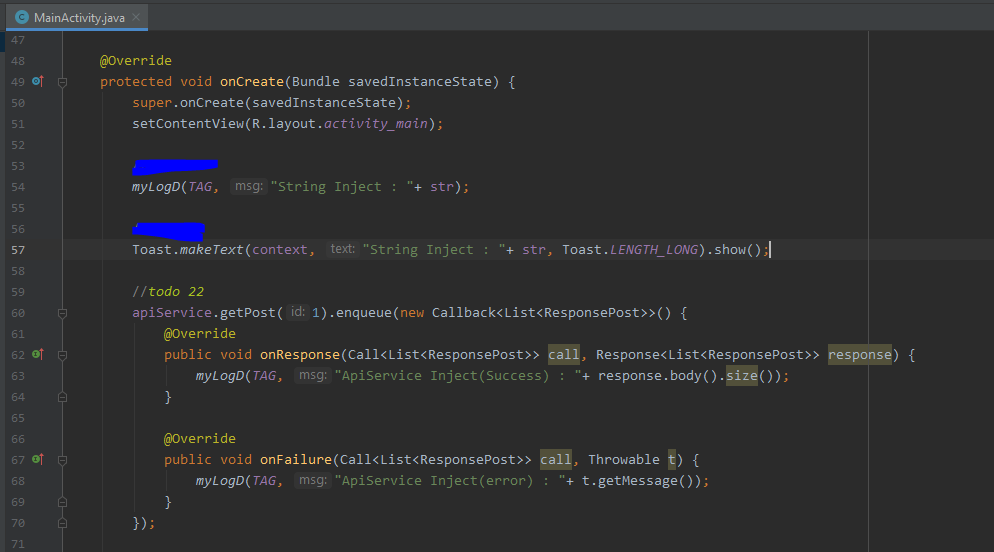 MainActivity.java
47
48 @Override
49 protected void onCreate(Bundle savedInstanceState) {
50 super.onCreate(savedInstanceState);
51 setContentView(R.layout.activity_main);
52
53
54 myLogD(TAG, msg: "String Inject : "+ str);
55
56
57 Toast.makeText(context, text: "String Inject : "+ str, Toast.LENGTH_LONG).show();
58
59 //todo 22
60 apiService.getPost( id: 1).enqueue(new Callback<List<ResponsePost>>() {
61 @Override
62 public void onResponse(Call<List<ResponsePost>> call, Response<List<ResponsePost>> response) {
63 myLogD(TAG, msg: "ApiService Inject(Success) : "+ response.body().size());
64 }
65
66 @Override
67 public void onFailure(Call<List<ResponsePost>> call, Throwable t) {
68 myLogD(TAG, msg: "ApiService Inject(error) : "+ t.getMessage());
69 }
70 });
71